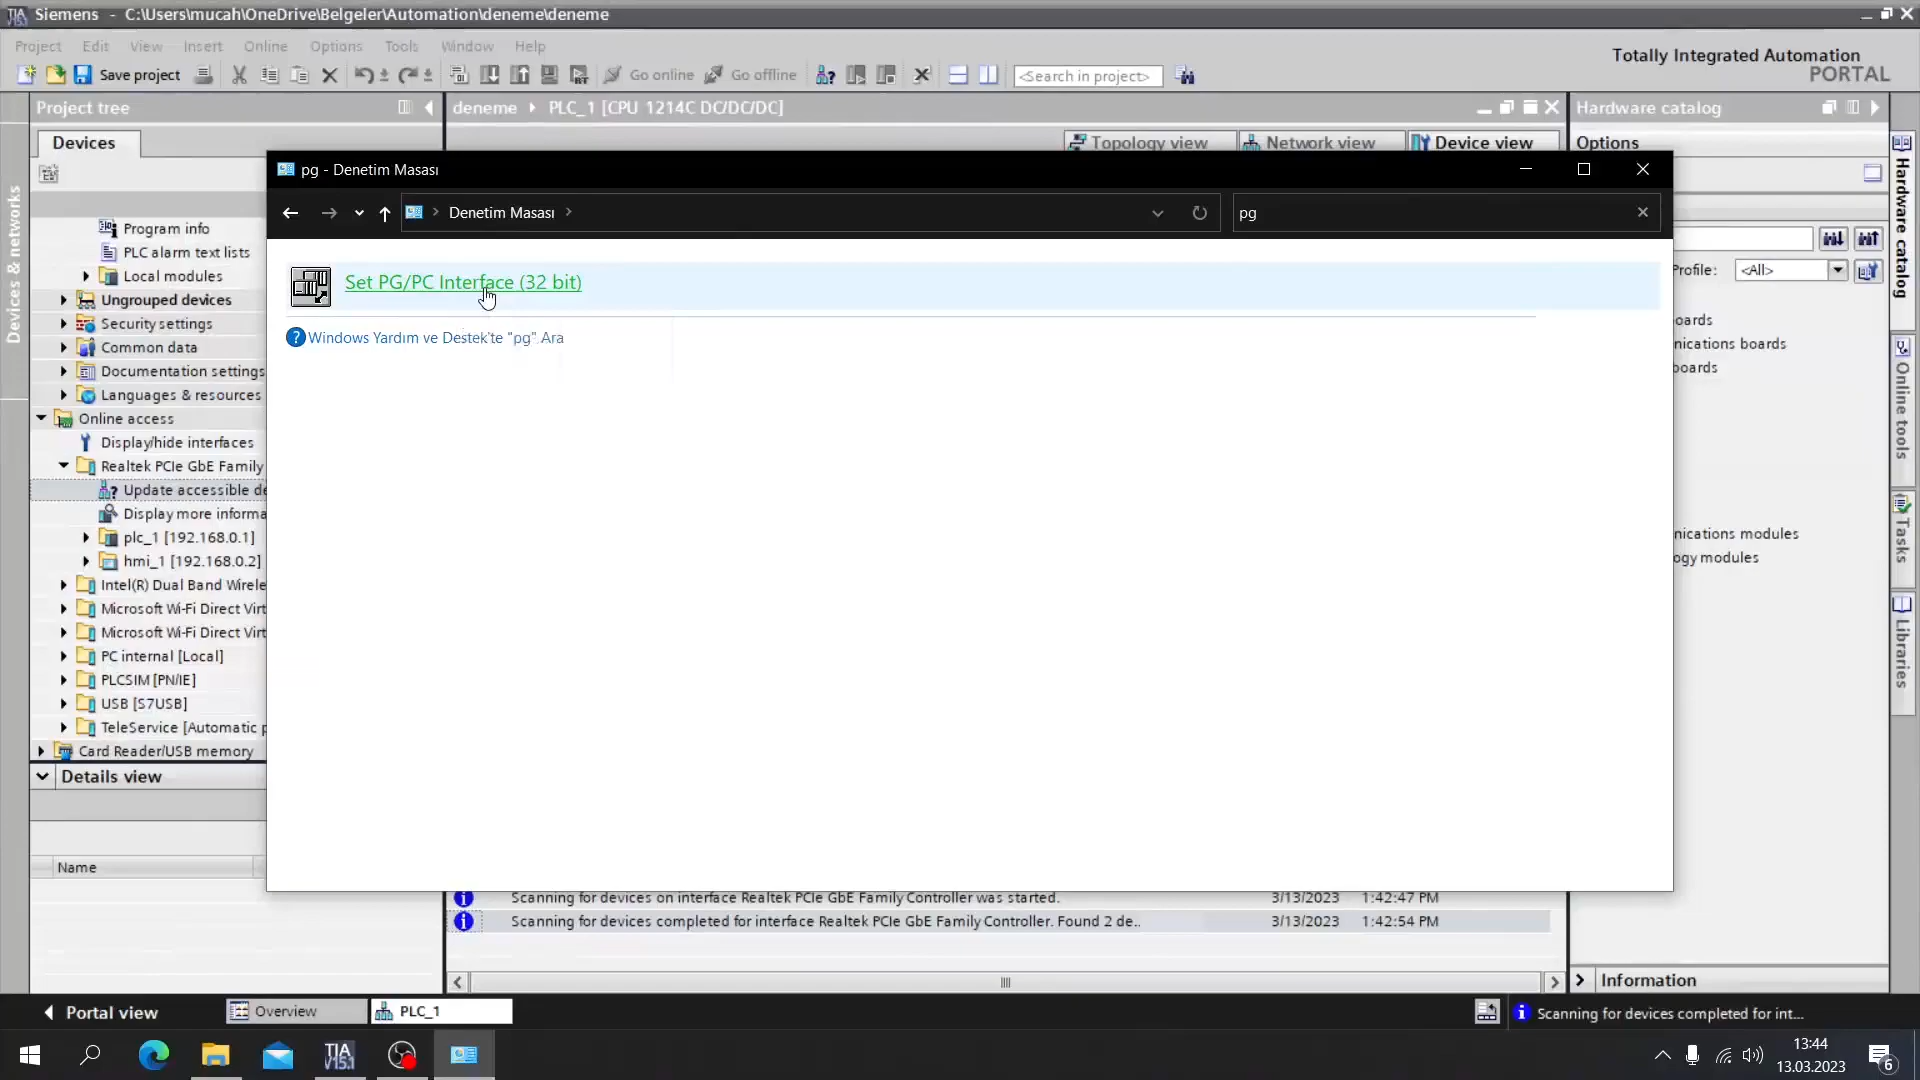 Siemens - C:\Users\mucah\OneDrive\Belgeler\Automation\deneme\deneme
Project Edit View Insert Online Options Tools Window Help
Totally Integrated Automation
PORTAL
Save project
Go online
Go offline
<Search in project>
Project tree
deneme PLC_1 [CPU 1214C DC/DC/DC]
Hardware catalog
Devices
Topology view
Network view
Device view
Options
pg - Denetim Masası
Denetim Masası
pg
Set PG/PC Interface (32 bit)
Windows Yardım ve Destek'te "pg" Ara
Devices & networks
Program info
PLC alarm text lists
Local modules
Ungrouped devices
Security settings
Common data
Documentation settings
Languages & resources
Online access
Display/hide interfaces
Realtek PCIe GbE Family
Update accessible de
Display more informa
plc_1 [192.168.0.1]
hmi_1 [192.168.0.2]
Intel(R) Dual Band Wirele
Microsoft Wi-Fi Direct Virt
Microsoft Wi-Fi Direct Virt
PC internal [Local]
PLCSIM [PN/IE]
USB [S7USB]
TeleService [Automatic p
Card Reader/USB memory
Details view
Name
Profile: <All>
oards
nications boards
oards
nications modules
ogy modules
Hardware catalog
Online tools
Tasks
Libraries
Information
Scanning for devices on interface Realtek PCIe GbE Family Controller was started. 3/13/2023 1:42:47 PM
Scanning for devices completed for interface Realtek PCIe GbE Family Controller. Found 2 de.. 3/13/2023 1:42:54 PM
Portal view
Overview
PLC_1
Scanning for devices completed for int...
TIA
V15.1
13:44
13.03.2023
6